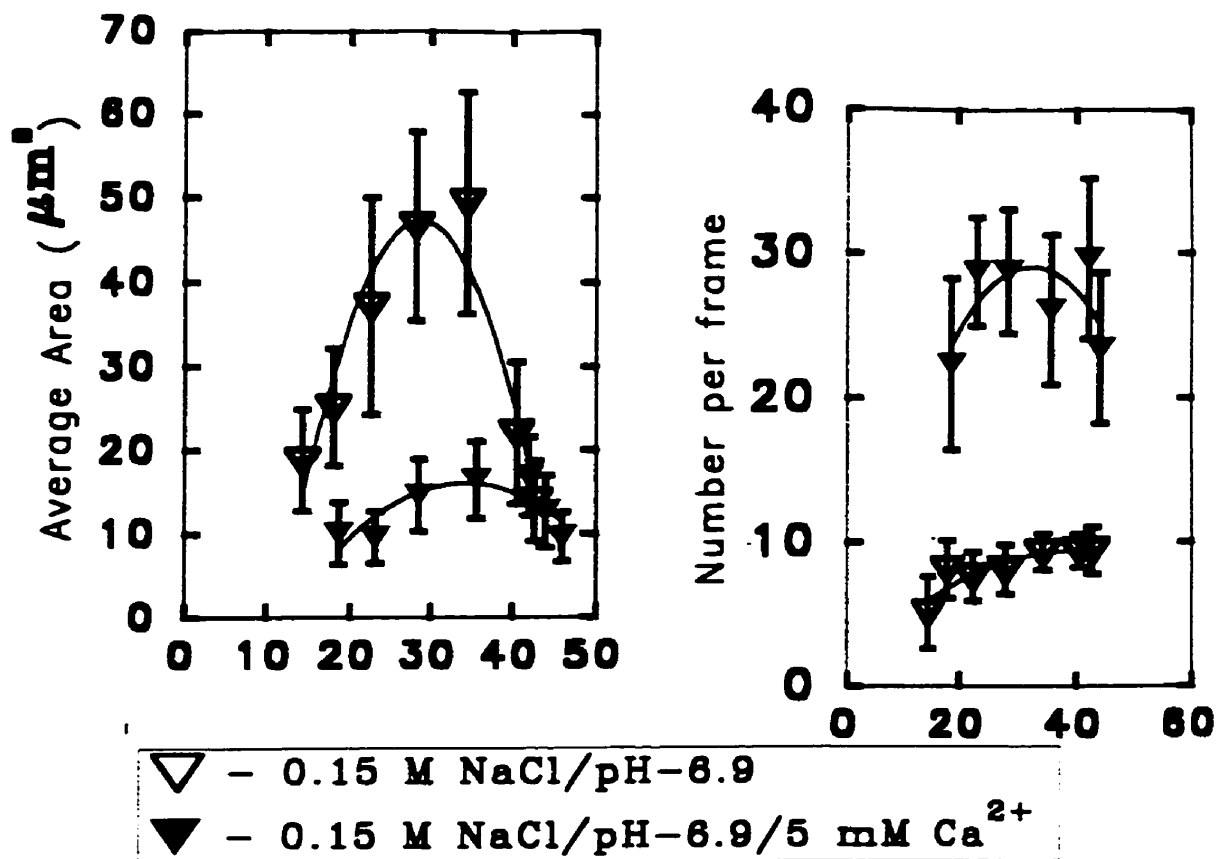 70
60
50
40
30
20
10
0
Average Area (μm²)
0 10 20 30 40 50
40
30
20
10
0
Number per frame
0 20 40 60
▽ - 0.15 M NaCl/pH-6.9
▼ - 0.15 M NaCl/pH-6.9/5 mM Ca²⁺